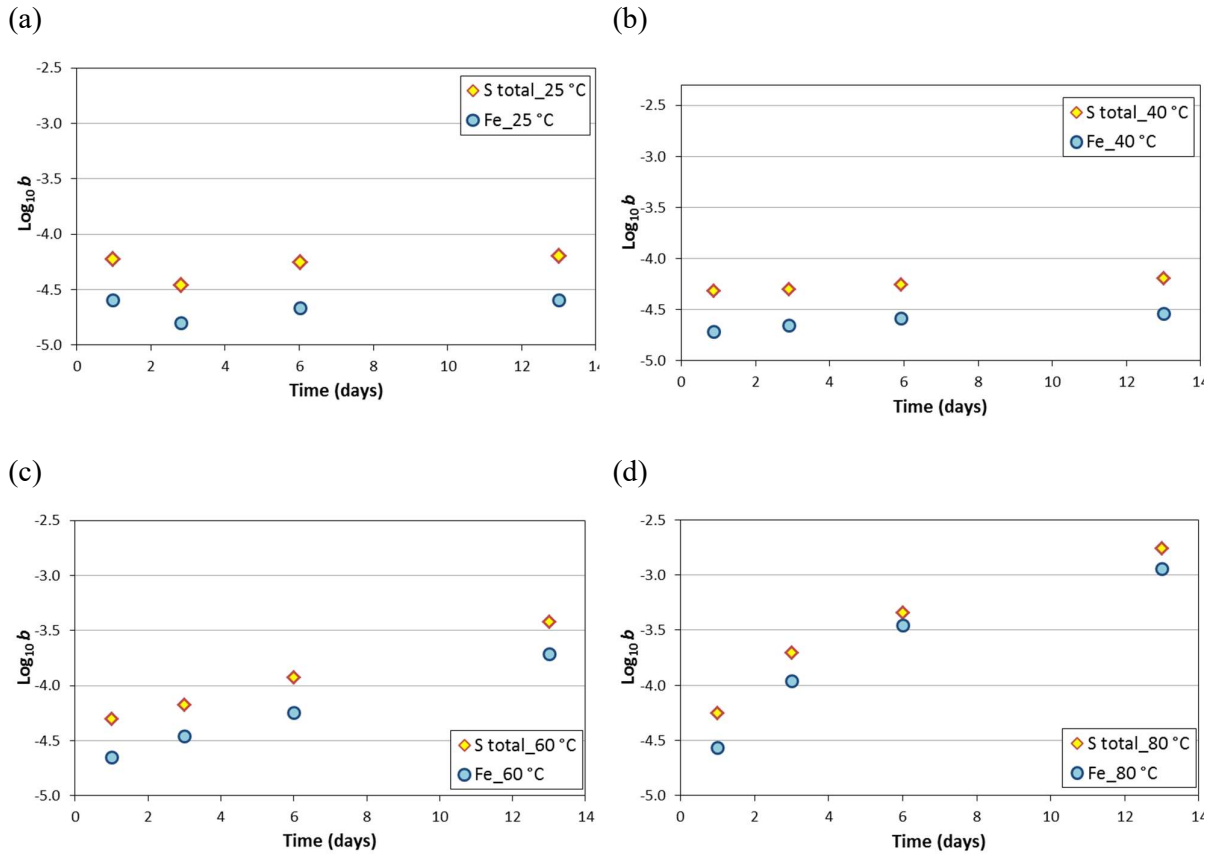 (a)
-2.5
-3.0
-3.5
-4.0
-4.5
-5.0
Log10 b
0 2 4 6 8 10 12 14
Time (days)
S total_25 °C
Fe_25 °C
(b)
-2.5
-3.0
-3.5
-4.0
-4.5
-5.0
Log10 b
0 2 4 6 8 10 12 14
Time (days)
S total_40 °C
Fe_40 °C
(c)
-2.5
-3.0
-3.5
-4.0
-4.5
-5.0
Log10 b
0 2 4 6 8 10 12 14
Time (days)
S total_60 °C
Fe_60 °C
(d)
-2.5
-3.0
-3.5
-4.0
-4.5
-5.0
Log10 b
0 2 4 6 8 10 12 14
Time (days)
S total_80 °C
Fe_80 °C